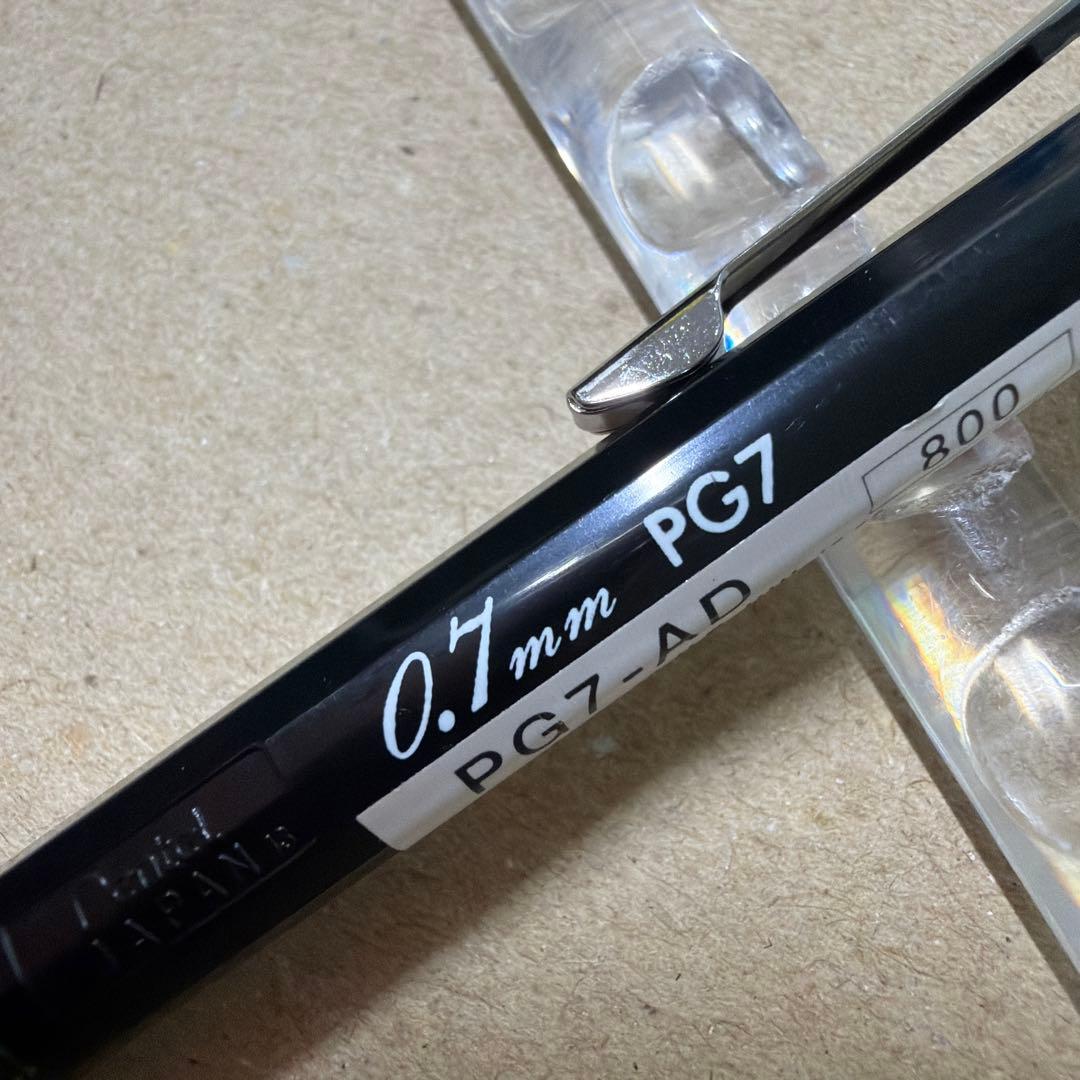 0.7mm PG7
PG7-AD
800
Pentel
JAPAN